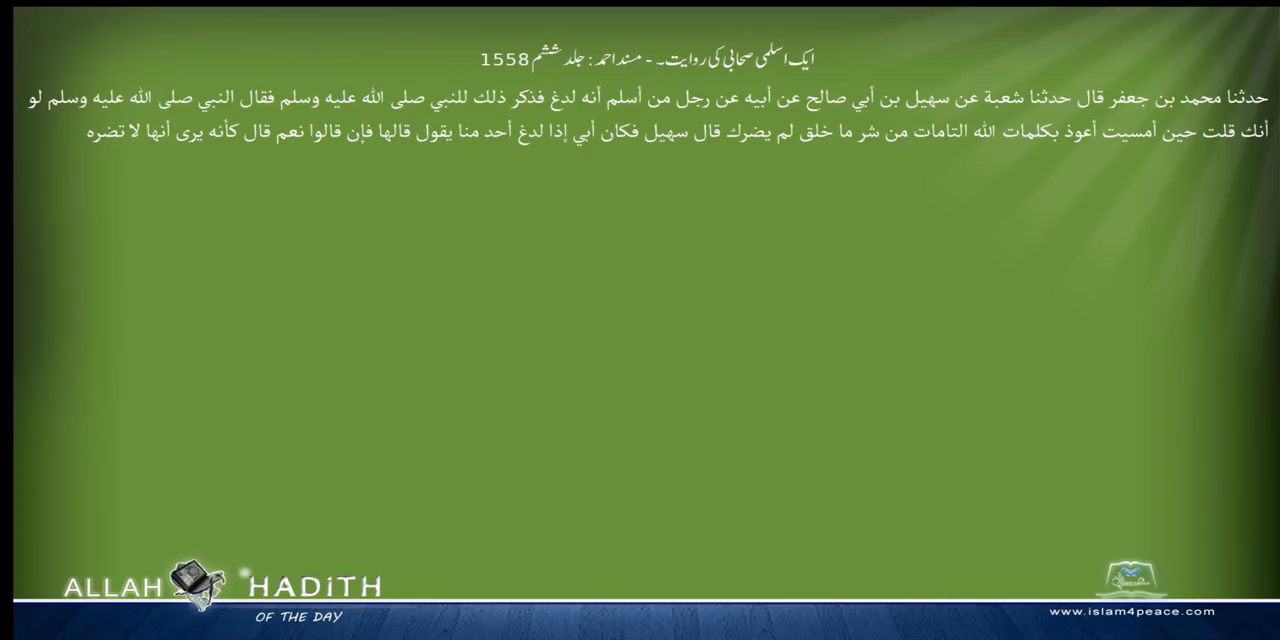 ایک اسلمی صحابی کی روایت۔ - مسند احمد : جلد ششم 1558
حدثنا محمد بن جعفر قال حدثنا شعبة عن سهيل بن أبي صالح عن أبيه عن رجل من أسلم أنه لدغ فذكر ذلك للنبي صلى الله عليه وسلم فقال النبي صلى الله عليه وسلم لو
أنك قلت حين أمسيت أعوذ بكلمات الله التامات من شر ما خلق لم يضرك قال سهيل فكان أبي إذا لدغ أحد منا يقول قالها فإن قالوا نعم قال كأنه يرى أنها لا تضره
ALLAH HADITH
OF THE DAY
www.islam4peace.com